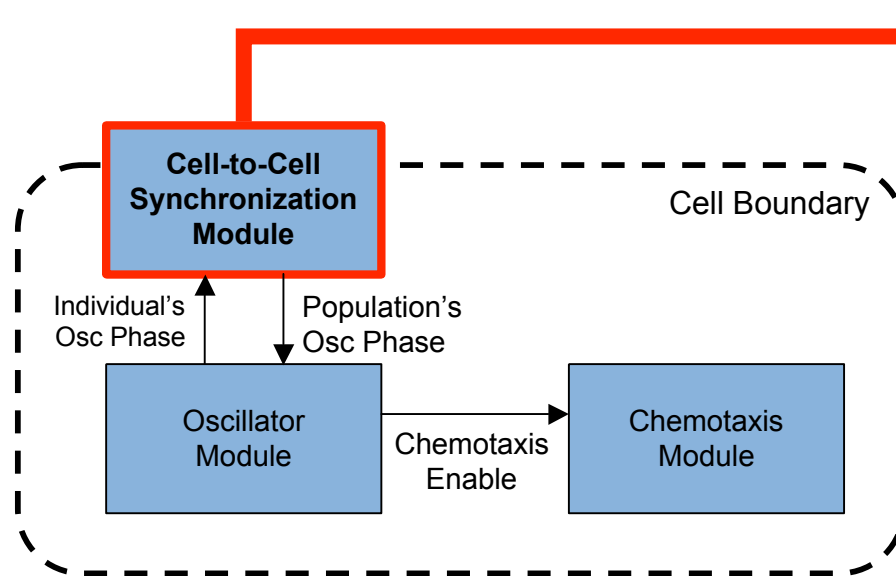 Cell-to-Cell
Synchronization
Module
Cell Boundary
Individual’s
Osc Phase
Population’s
Osc Phase
Oscillator
Module
Chemotaxis
Enable
Chemotaxis
Module